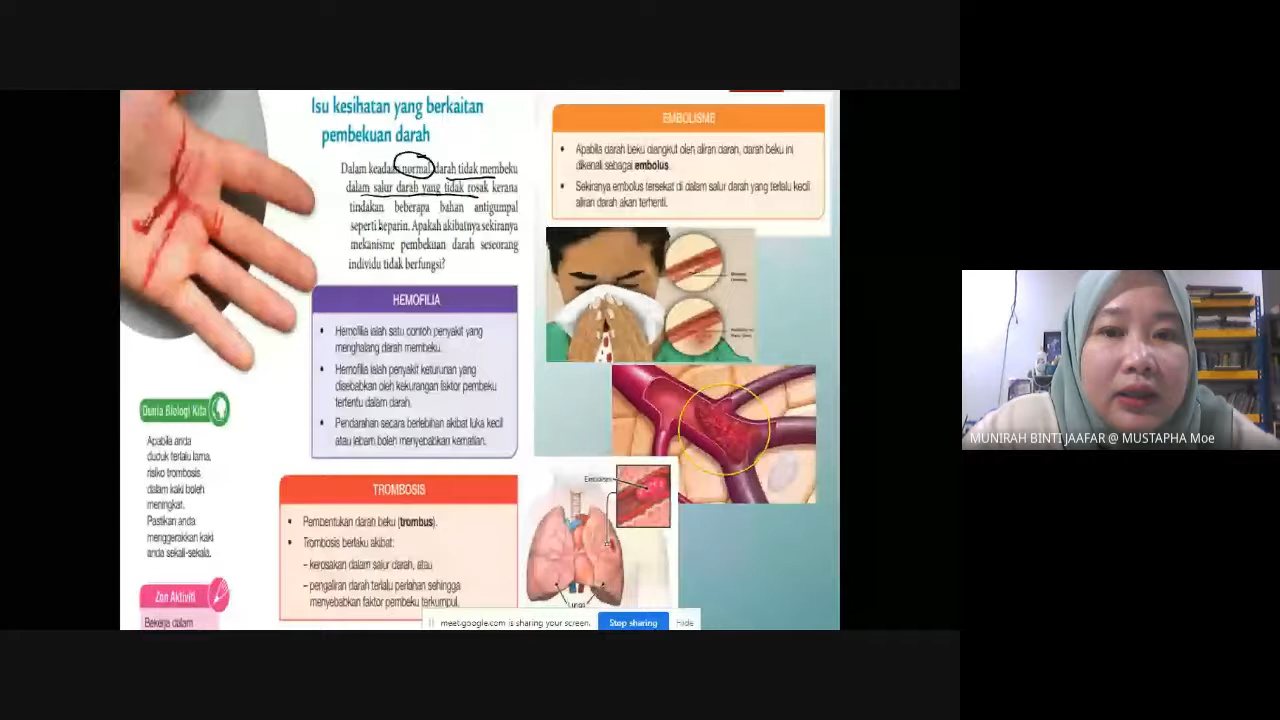 Isu kesihatan yang berkaitan
pembekuan darah
Dalam keadaan normal darah tidak membeku
dalam salur darah yang tidak rosak kerana
tindakan beberapa bahan antigumpal
seperti heparin. Apakah akibatnya sekiranya
mekanisme pembekuan darah seseorang
individu tidak berfungsi?
HEMOFILIA
• Hemofilia ialah satu contoh penyakit yang
menghalang darah membeku.
• Hemofilia ialah penyakit keturunan yang
disebabkan oleh kekurangan faktor pembeku
tertentu dalam darah.
• Pendarahan secara berlebihan akibat luka kecil
atau lebam boleh menyebabkan kematian.
Dunia Biologi Kita
Apabila anda
duduk terlalu lama,
risiko trombosis
dalam kaki boleh
meningkat.
Pastikan anda
menggerakkan kaki
anda sekali-sekala.
Zon Aktiviti
Bekerja dalam
TROMBOSIS
• Pembentukan darah beku (trombus).
• Trombosis berlaku akibat:
– kerosakan dalam salur darah, atau
– pengaliran darah terlalu perlahan sehingga
menyebabkan faktor pembeku terkumpul.
EMBOLISME
• Apabila darah beku diangkut oleh aliran darah, darah beku ini
dikenali sebagai embolus.
• Sekiranya embolus tersekat di dalam salur darah yang terlalu kecil
aliran darah akan terhenti.
Lungs
meet.google.com is sharing your screen.
Stop sharing
Hide
MUNIRAH BINTI JAAFAR @ MUSTAPHA Moe